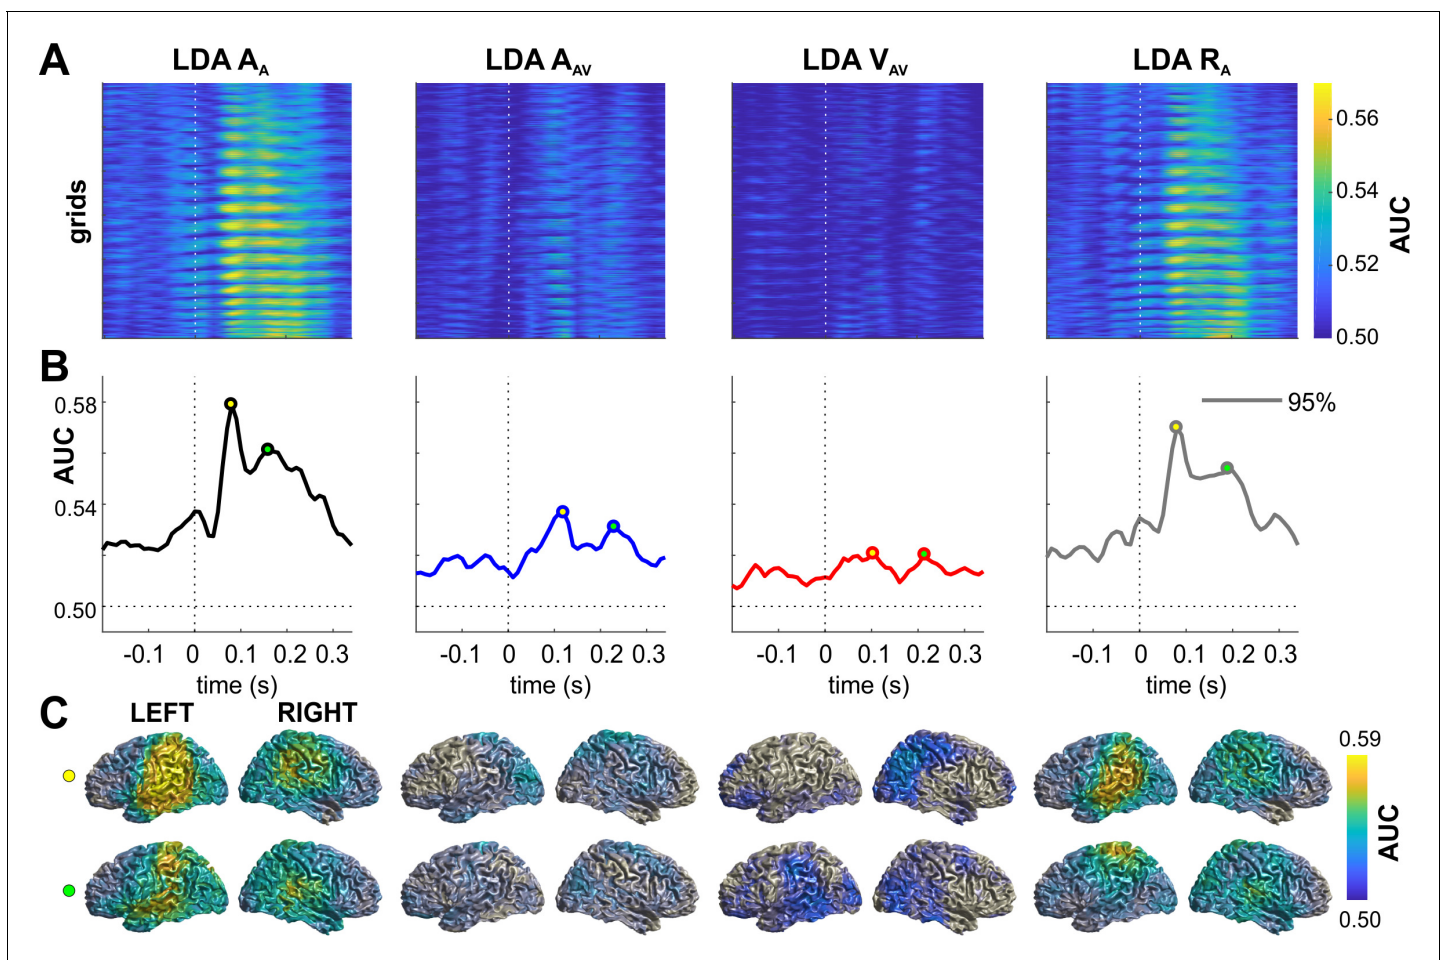 A
LDA A_A LDA A_AV LDA V_AV LDA R_A
grids
0.56
0.54
0.52
0.50
AUC
B
0.58
0.54
0.50
AUC
95%
-0.1 0 0.1 0.2 0.3 -0.1 0 0.1 0.2 0.3 -0.1 0 0.1 0.2 0.3 -0.1 0 0.1 0.2 0.3
time (s) time (s) time (s) time (s)
C
LEFT RIGHT
0.59
AUC
0.50